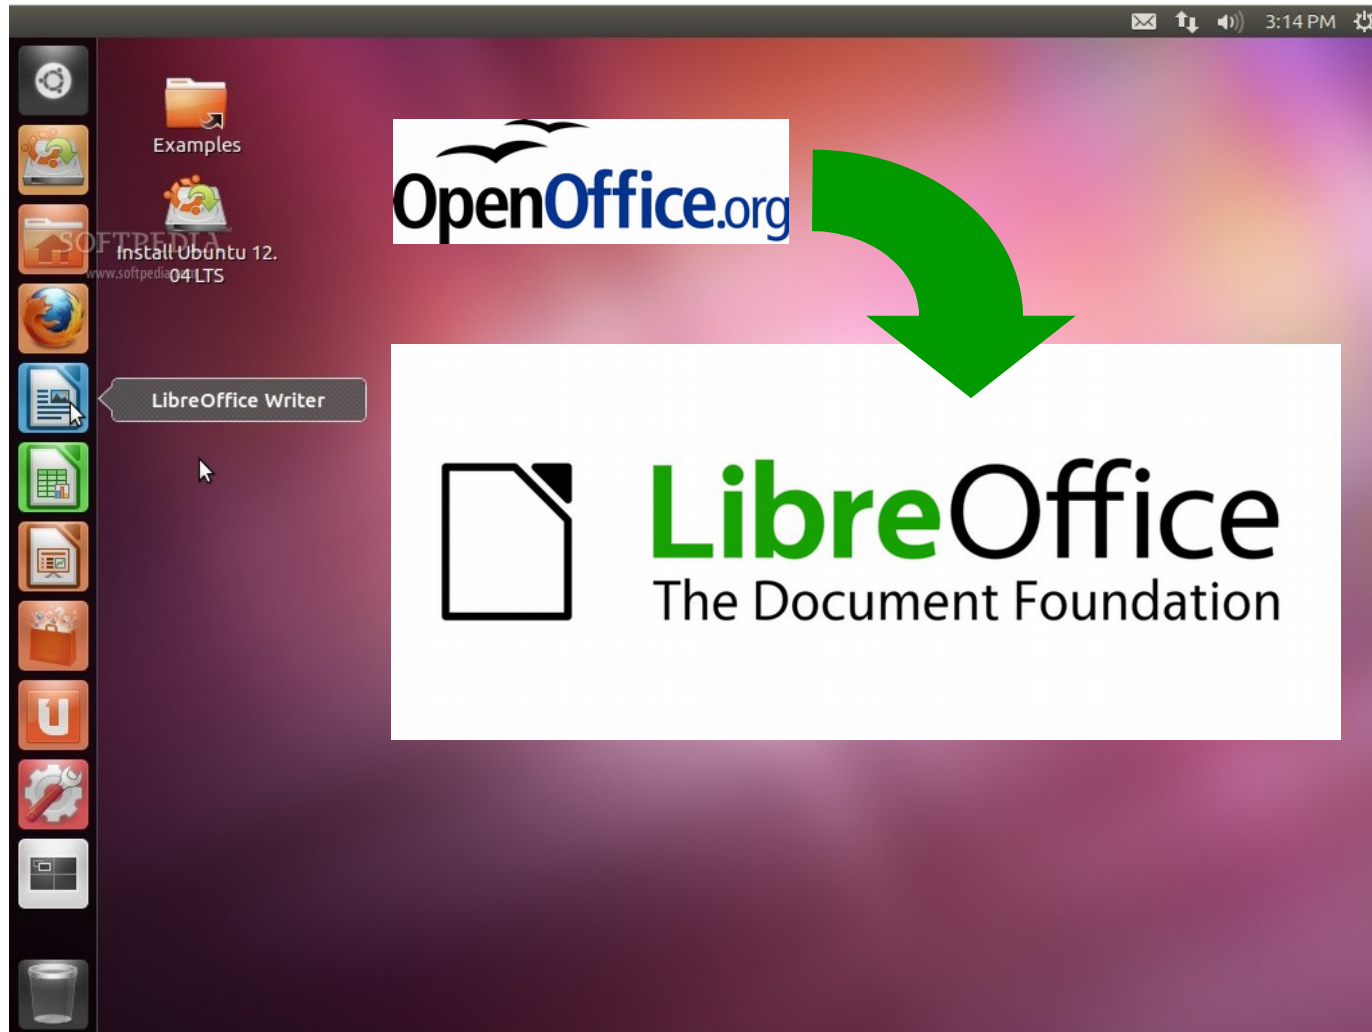 3:14 PM
Examples
OpenOffice.org
SOFTPEDIA
www.softpedia.com
Install Ubuntu 12.
04 LTS
LibreOffice Writer
LibreOffice
The Document Foundation